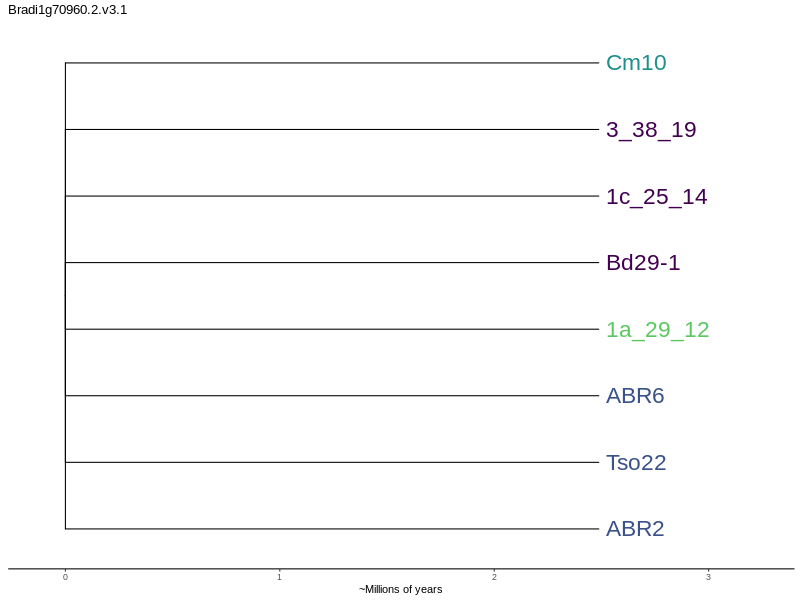 Bradi1g70960.2.v3.1
Cm10
3_38_19
1c_25_14
Bd29-1
1a_29_12
ABR6
Tso22
ABR2
0 1 2 3
~Millions of years